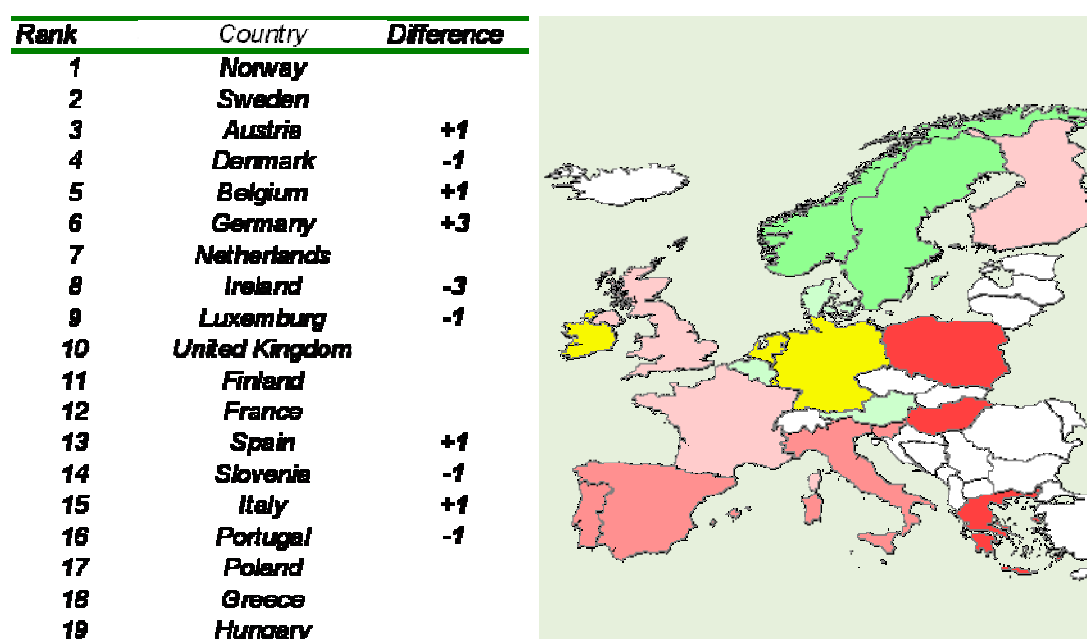 Rank Country Difference
1 Norway
2 Sweden
3 Austria +1
4 Denmark -1
5 Belgium +1
6 Germany +3
7 Netherlands
8 Ireland -3
9 Luxemburg -1
10 United Kingdom
11 Finland
12 France
13 Spain +1
14 Slovenia -1
15 Italy +1
16 Portugal -1
17 Poland
18 Greece
19 Hungary